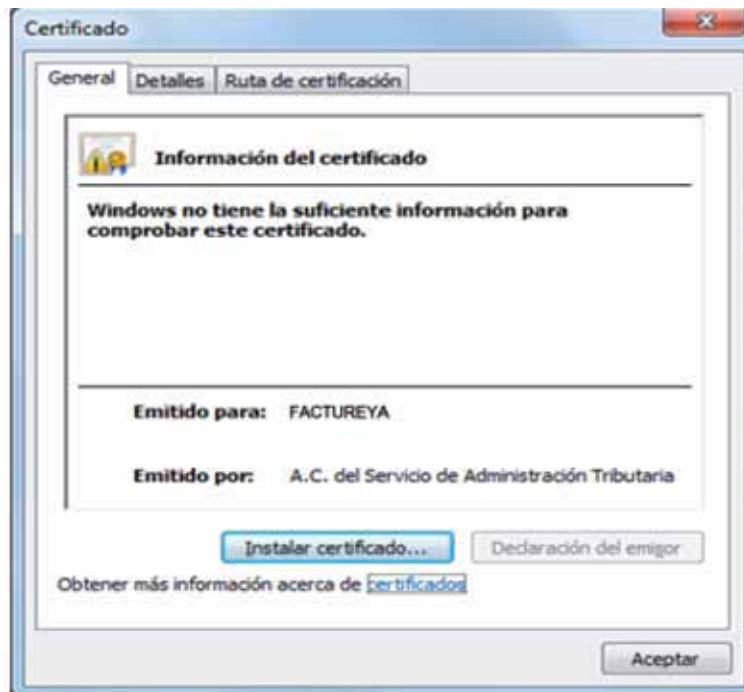 Certificado
General Detalles Ruta de certificación
Información del certificado
Windows no tiene la suficiente información para
comprobar este certificado.
Emitido para: FACTUREYA
Emitido por: A.C. del Servicio de Administración Tributaria
Instalar certificado... Declaración del emisor
Obtener más información acerca de certificados
Aceptar